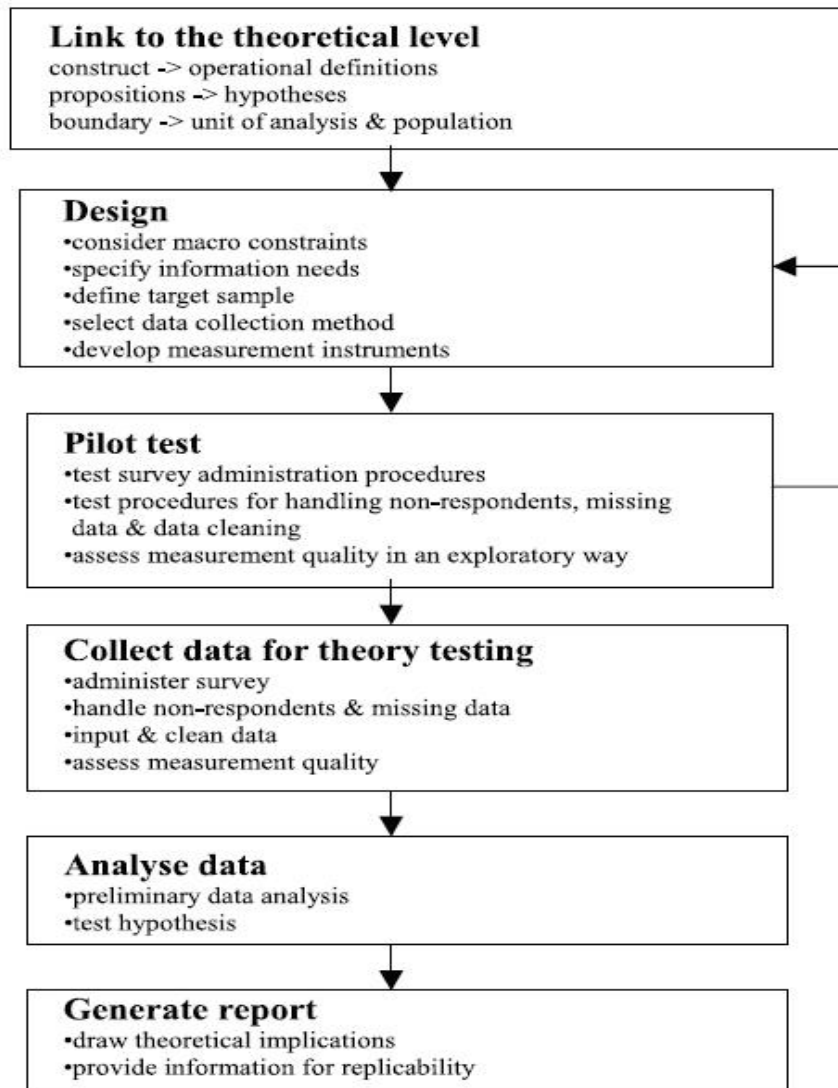 Link to the theoretical level
construct -> operational definitions
propositions -> hypotheses
boundary -> unit of analysis & population
Design
•consider macro constraints
•specify information needs
•define target sample
•select data collection method
•develop measurement instruments
Pilot test
•test survey administration procedures
•test procedures for handling non-respondents, missing
data & data cleaning
•assess measurement quality in an exploratory way
Collect data for theory testing
•administer survey
•handle non-respondents & missing data
•input & clean data
•assess measurement quality
Analyse data
•preliminary data analysis
•test hypothesis
Generate report
•draw theoretical implications
•provide information for replicability